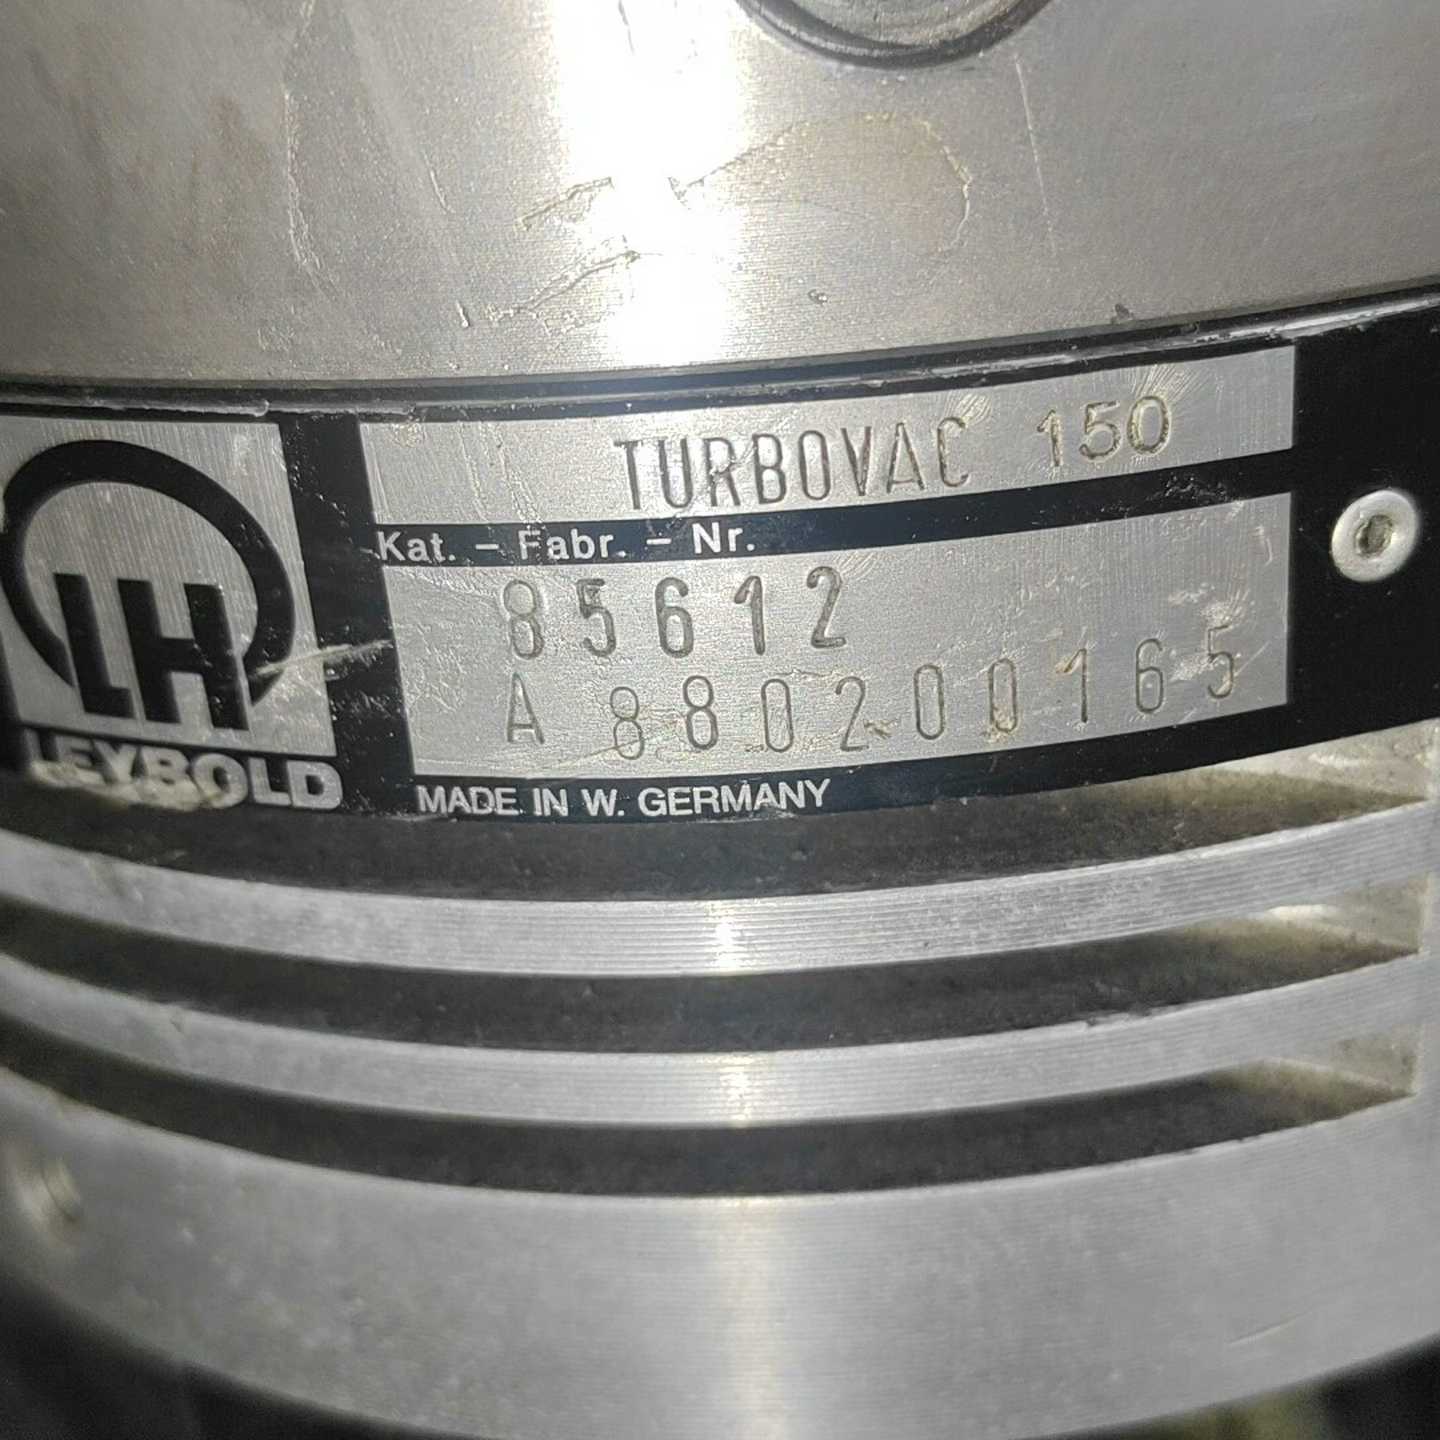 TURBOVAC 150
Kat. - Fabr. - Nr.
85612
A 880200165
LH
LEYBOLD
MADE IN W. GERMANY